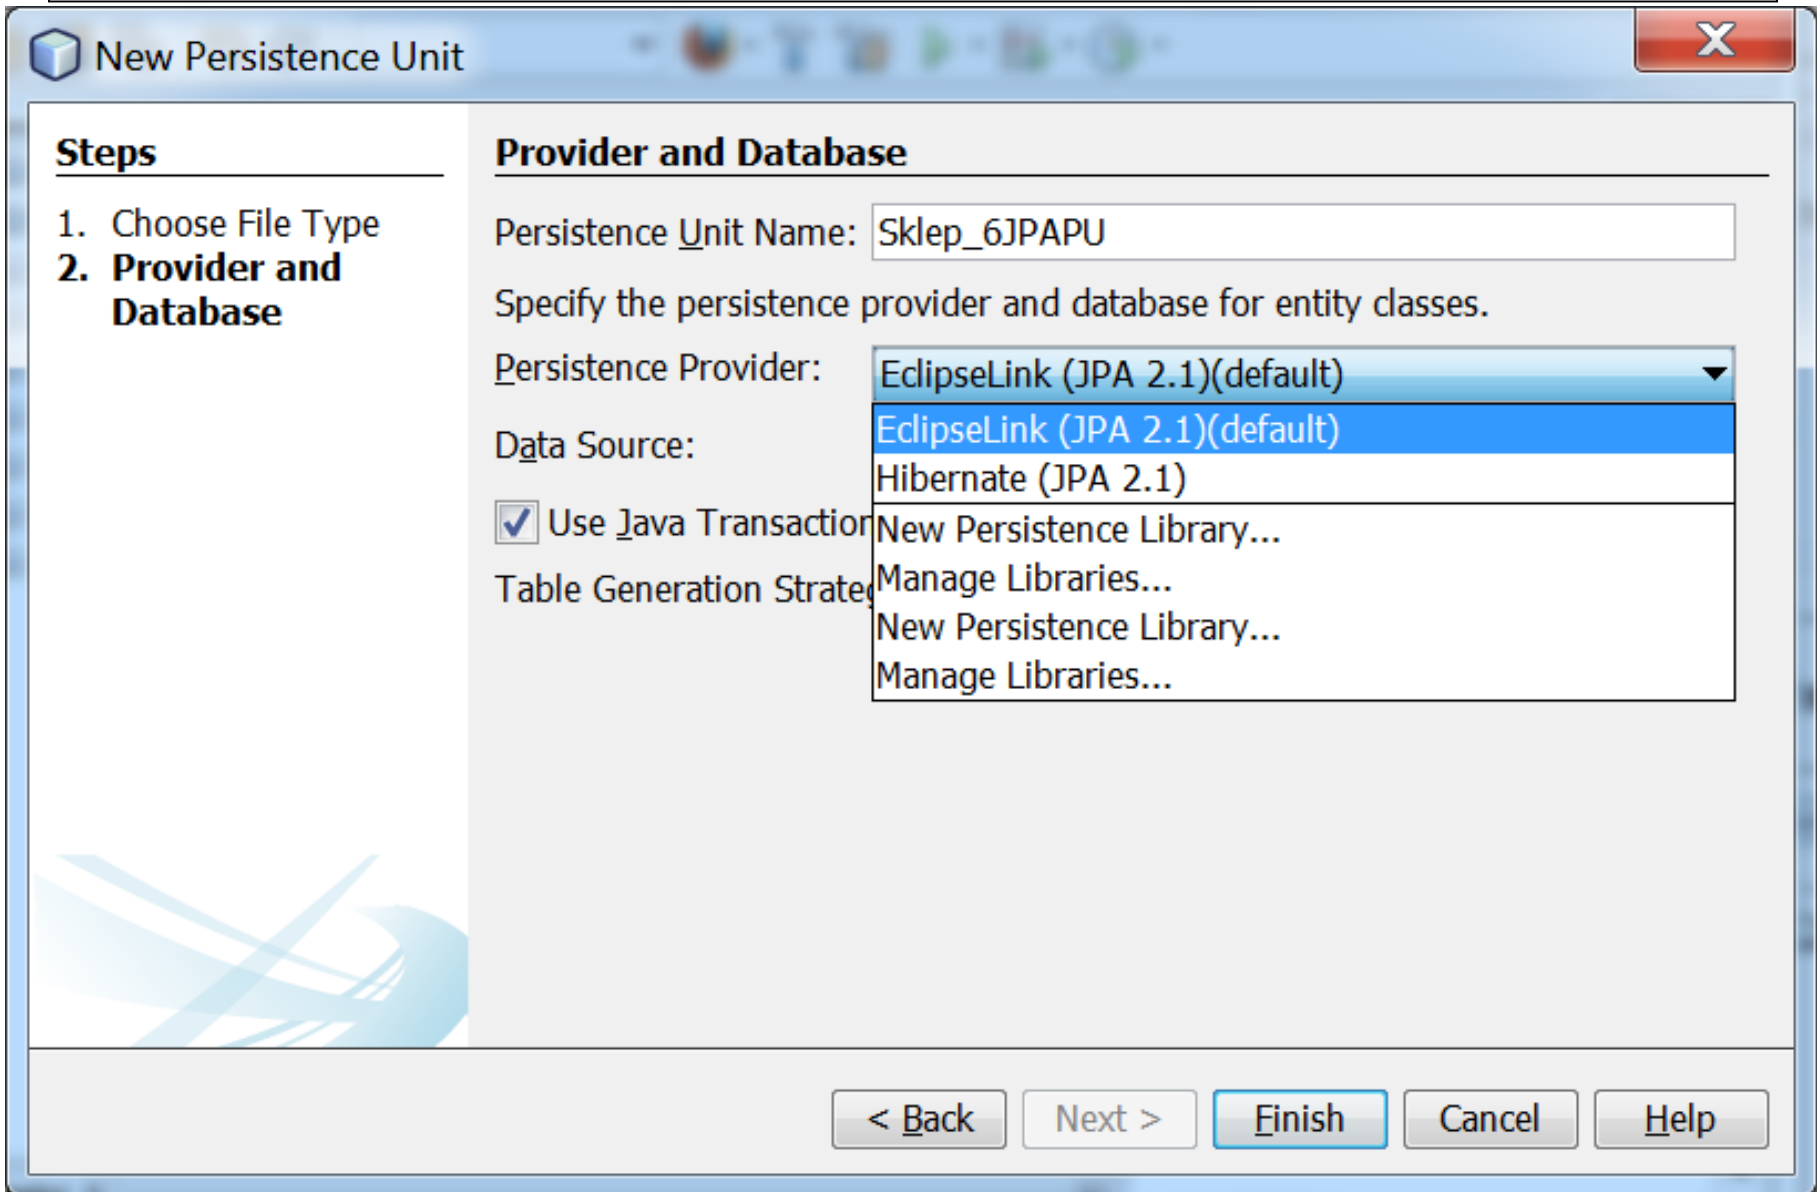 New Persistence Unit
Steps
1. Choose File Type
2. Provider and
Database
Provider and Database
Persistence Unit Name: Sklep_6JPAPU
Specify the persistence provider and database for entity classes.
Persistence Provider: EclipseLink (JPA 2.1)(default)
EclipseLink (JPA 2.1)(default)
Data Source:
Hibernate (JPA 2.1)
Use Java Transaction
New Persistence Library...
Table Generation
Manage Libraries...
New Persistence Library...
Manage Libraries...
< Back Next > Finish Cancel Help